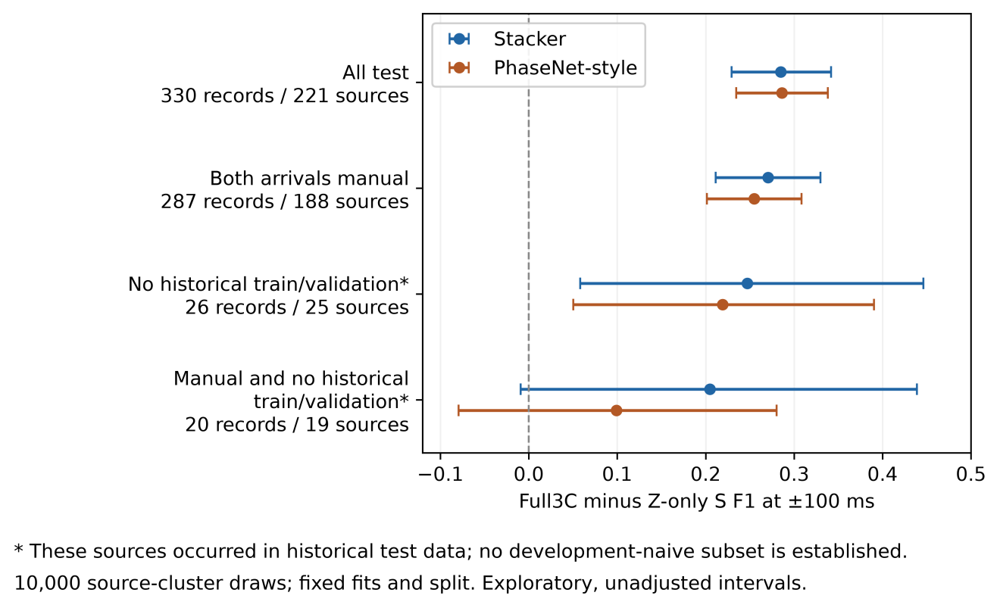 Stacker
PhaseNet-style
All test
330 records / 221 sources
Both arrivals manual
287 records / 188 sources
No historical train/validation*
26 records / 25 sources
Manual and no historical
train/validation*
20 records / 19 sources
−0.1 0.0 0.1 0.2 0.3 0.4 0.5
Full3C minus Z-only S F1 at ±100 ms
* These sources occurred in historical test data; no development-naive subset is established.
10,000 source-cluster draws; fixed fits and split. Exploratory, unadjusted intervals.